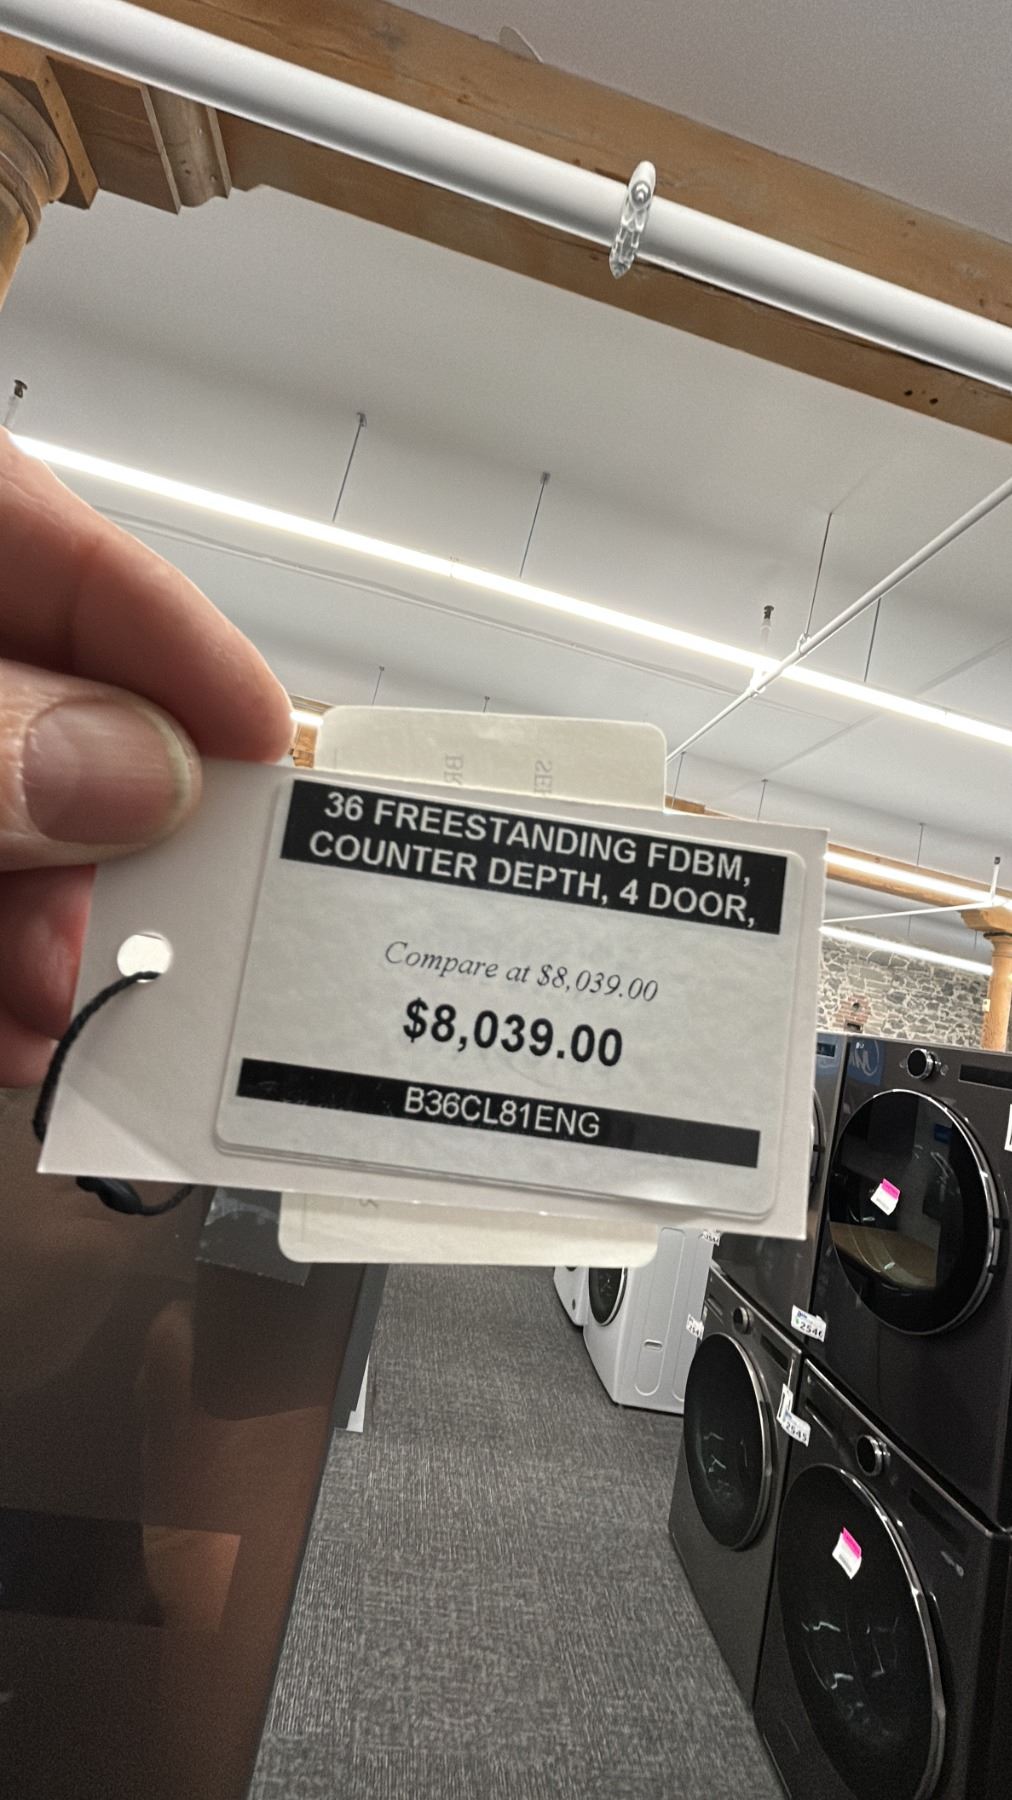 36 FREESTANDING FDBM,
COUNTER DEPTH, 4 DOOR,
Compare at $8,039.00
$8,039.00
B36CL81ENG